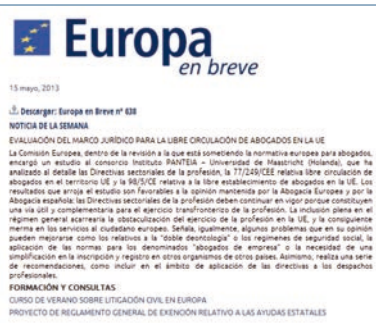 Europa
en breve
15 mayo, 2013
Descargar: Europa en Breve nº 838
NOTICIA DE LA SEMANA
EVALUACIÓN DEL MARCO JURÍDICO PARA LA LIBRE CIRCULACIÓN DE ABOGADOS EN LA UE
La Comisión Europea, dentro de la revisión a la que está sometiendo la normativa europea para abogados,
encargó un estudio al consorcio Instituto PANTEIA – Universidad de Maastricht (Holanda), que ha
analizado al detalle las Directivas sectoriales de la profesión, la 77/249/CEE relativa libre circulación de
abogados en el territorio UE y la 98/5/CE relativa a la libre establecimiento de abogados en la UE. Los
resultados que arroja el estudio son favorables a la opinión mantenida por la Abogacía Europea y por la
Abogacía española: las Directivas sectoriales de la profesión deben continuar en vigor porque constituyen
una vía útil y complementaria para el ejercicio transfronterizo de la profesión. La inclusión plena en el
régimen general acarrearía la obstaculización del ejercicio de la profesión en la UE, y la consiguiente
merma en los servicios al ciudadano europeo. Señala, igualmente, algunos problemas que en su opinión
pueden mejorarse como los relativos a la "doble deontología" o los regímenes de seguridad social, la
aplicación de las normas para los denominados "abogados de empresa" o la necesidad de una
simplificación en la inscripción y registro en otros organismos de otros países. Asimismo, realiza una serie
de recomendaciones, como incluir en el ámbito de aplicación de las directivas a los despachos
profesionales.
FORMACIÓN Y CONSULTAS
CURSO DE VERANO SOBRE LITIGACIÓN CIVIL EN EUROPA
PROYECTO DE REGLAMENTO GENERAL DE EXENCIÓN RELATIVO A LAS AYUDAS ESTATALES